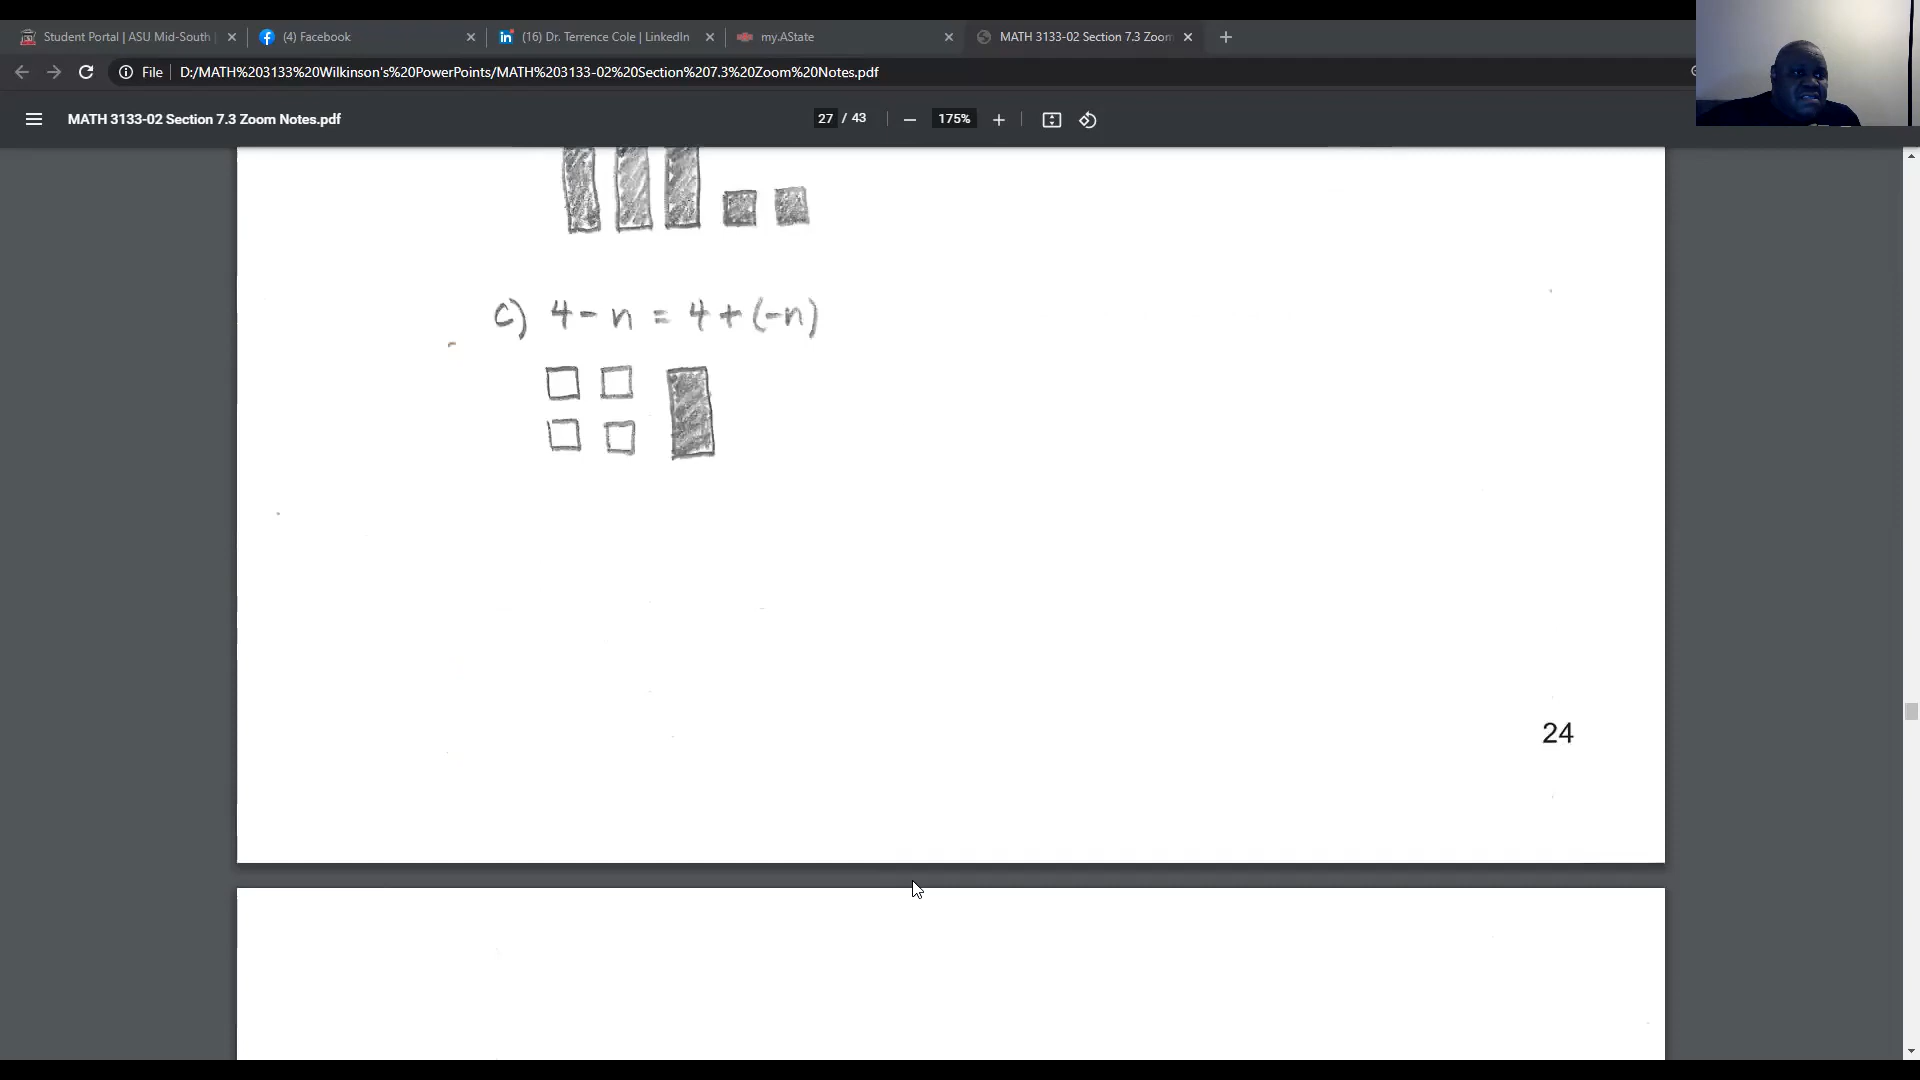 Student Portal | ASU Mid-South |
(4) Facebook
(16) Dr. Terrence Cole | LinkedIn
my.AState
MATH 3133-02 Section 7.3 Zoom
File
D:/MATH%203133%20Wilkinson's%20PowerPoints/MATH%203133-02%20Section%207.3%20Zoom%20Notes.pdf
MATH 3133-02 Section 7.3 Zoom Notes.pdf
27 / 43
175%
c) 4 - n = 4 + (-n)
24